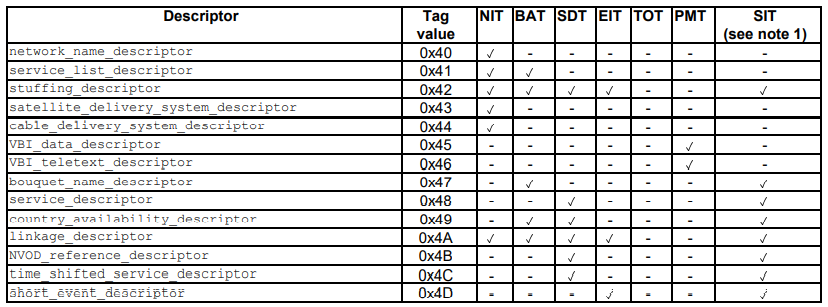 Descriptor Tag value NIT BAT SDT EIT TOT PMT SIT (see note 1)
network_name_descriptor 0x40 ✓ - - - - - -
service_list_descriptor 0x41 ✓ ✓ - - - - -
stuffing_descriptor 0x42 ✓ ✓ ✓ ✓ - - ✓
satellite_delivery_system_descriptor 0x43 ✓ - - - - - -
cable_delivery_system_descriptor 0x44 ✓ - - - - - -
VBI_data_descriptor 0x45 - - - - - ✓ -
VBI_teletext_descriptor 0x46 - - - - - ✓ -
bouquet_name_descriptor 0x47 - ✓ - - - - ✓
service_descriptor 0x48 - - ✓ - - - ✓
country_availability_descriptor 0x49 - ✓ ✓ - - - ✓
linkage_descriptor 0x4A ✓ ✓ ✓ ✓ - - ✓
NVOD_reference_descriptor 0x4B - - ✓ - - - ✓
time_shifted_service_descriptor 0x4C - - ✓ - - - ✓
short_event_descriptor 0x4D - - - ✓ - - ✓